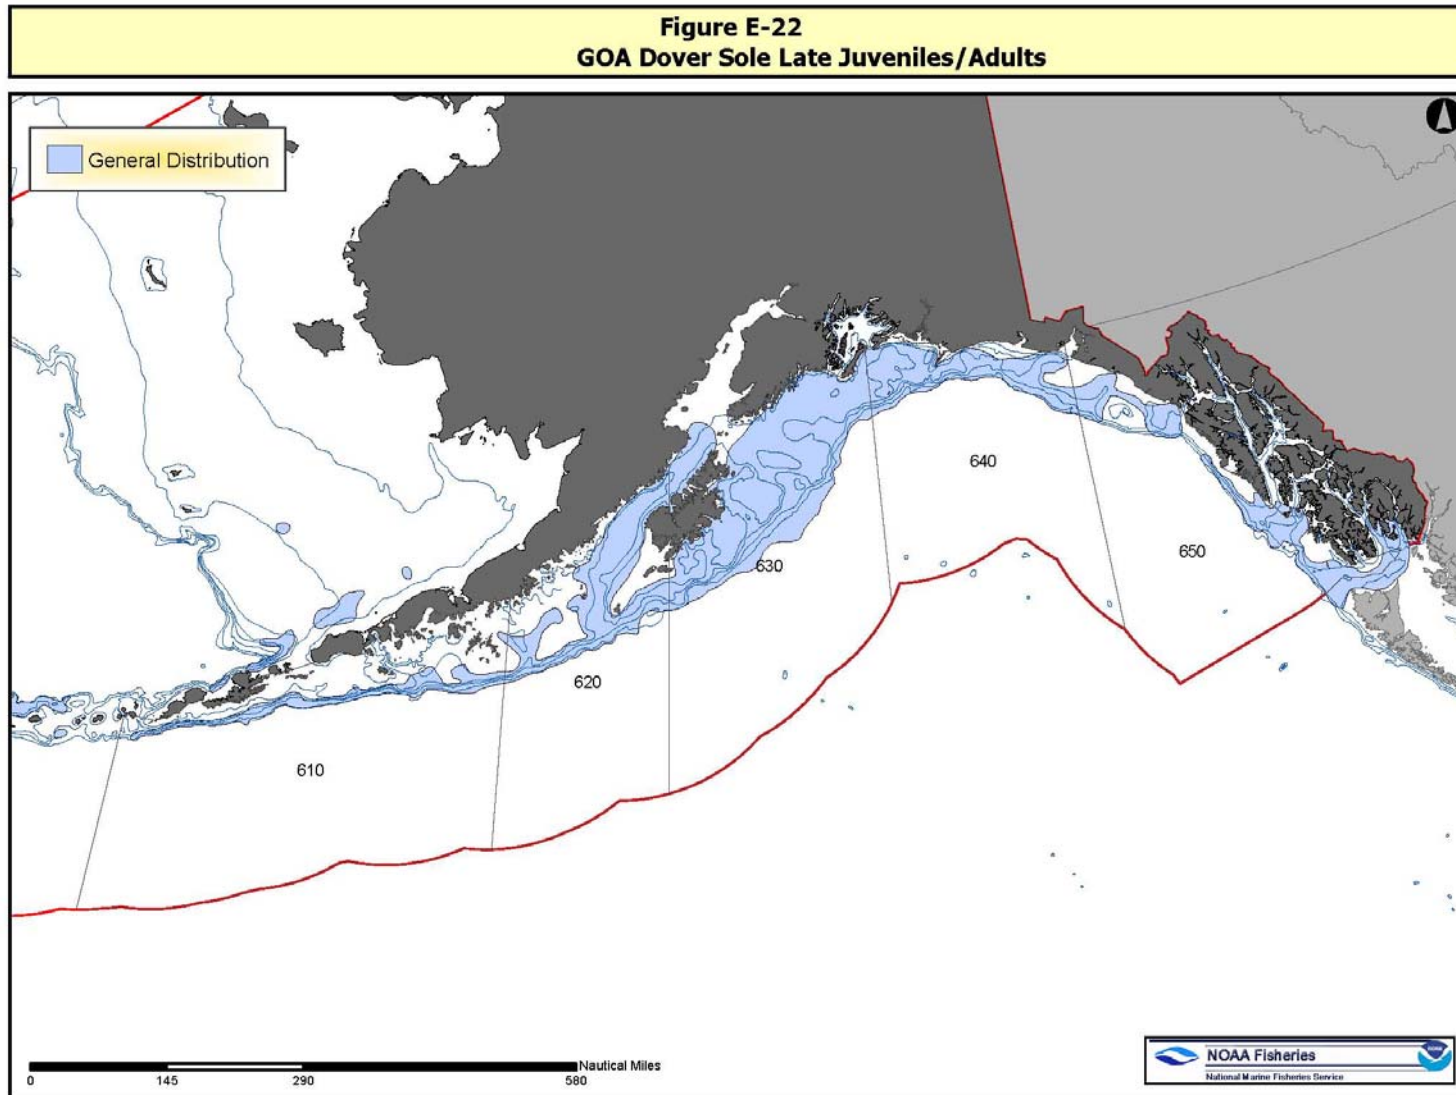 Figure E-22
GOA Dover Sole Late Juveniles/Adults
General Distribution
640
650
630
620
610
Nautical Miles
0 145 290 580
NOAA Fisheries
National Marine Fisheries Service